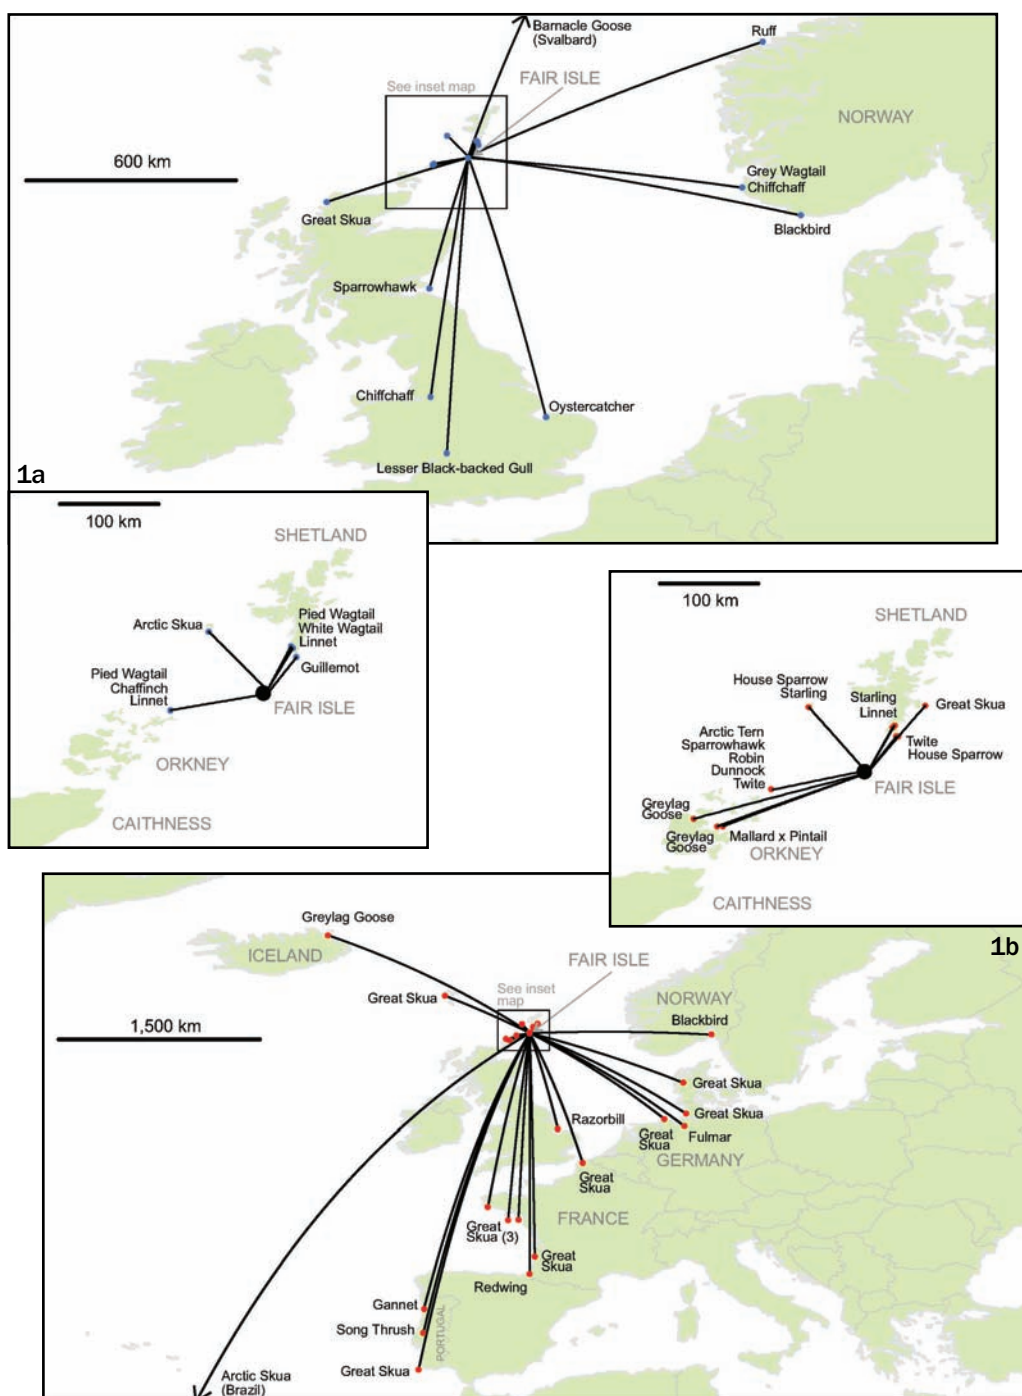 Barnacle Goose
(Svalbard)
Ruff
FAIR ISLE
See inset map
NORWAY
600 km
Grey Wagtail
Chiffchaff
Great Skua
Blackbird
Sparrowhawk
Chiffchaff
Oystercatcher
Lesser Black-backed Gull
1a
100 km
SHETLAND
Arctic Skua
Pied Wagtail
White Wagtail
Linnet
Guillemot
Pied Wagtail
Chaffinch
Linnet
FAIR ISLE
ORKNEY
CAITHNESS
100 km
SHETLAND
House Sparrow
Starling
Starling
Linnet
Great Skua
Arctic Tern
Sparrowhawk
Robin
Dunnock
Twite
Twite
House Sparrow
FAIR ISLE
Greylag
Goose
Greylag
Goose
Mallard x Pintail
ORKNEY
CAITHNESS
1b
Greylag Goose
ICELAND
FAIR ISLE
See inset
map
Great Skua
NORWAY
Blackbird
1,500 km
Great Skua
Great Skua
Razorbill
Great
Skua
Fulmar
GERMANY
Great
Skua
FRANCE
Great
Skua (3)
Great
Skua
Redwing
Gannet
Song Thrush
PORTUGAL
Great Skua
Arctic Skua
(Brazil)